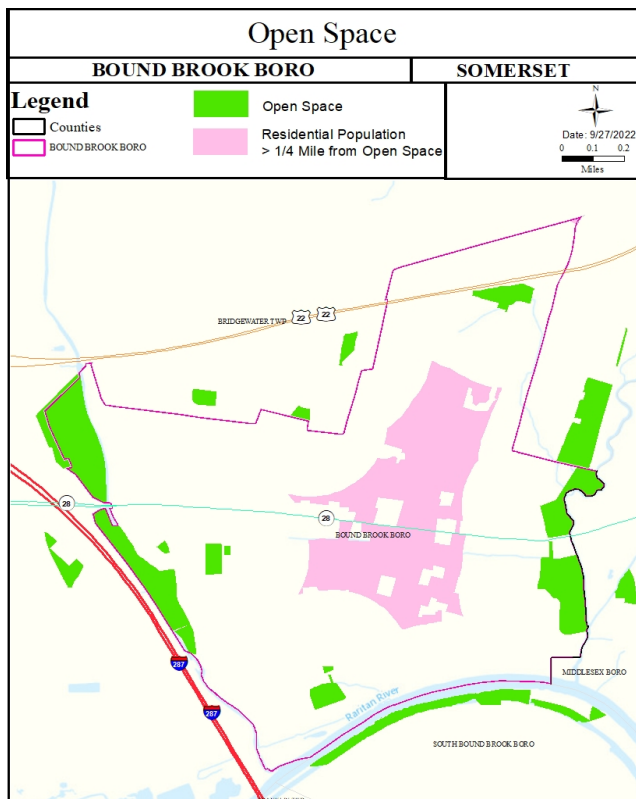 Open Space
BOUND BROOK BORO
SOMERSET
Legend
Counties
BOUND BROOK BORO
Open Space
Residential Population
> 1/4 Mile from Open Space
N
Date: 9/27/2022
0 0.1 0.2
Miles
BRIDGEWATER TWP
22
22
28
28
BOUND BROOK BORO
287
287
Raritan River
MIDDLESEX BORO
SOUTH BOUND BROOK BORO